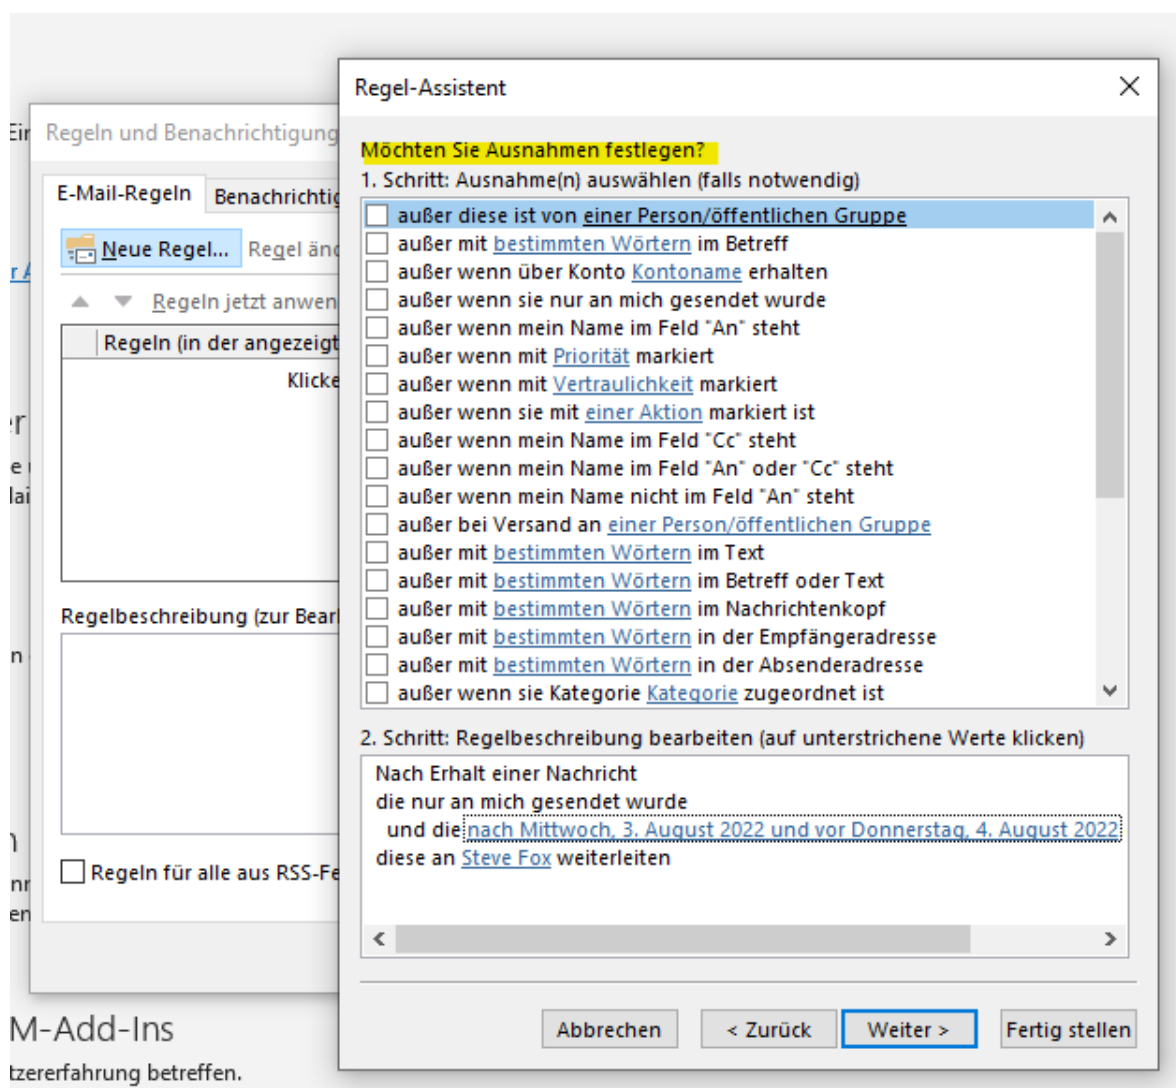 Regel-Assistent
Möchten Sie Ausnahmen festlegen?
1. Schritt: Ausnahme(n) auswählen (falls notwendig)
außer diese ist von einer Person/öffentlichen Gruppe
außer mit bestimmten Wörtern im Betreff
außer wenn über Konto Kontoname erhalten
außer wenn sie nur an mich gesendet wurde
außer wenn mein Name im Feld "An" steht
außer wenn mit Priorität markiert
außer wenn mit Vertraulichkeit markiert
außer wenn sie mit einer Aktion markiert ist
außer wenn mein Name im Feld "Cc" steht
außer wenn mein Name im Feld "An" oder "Cc" steht
außer wenn mein Name nicht im Feld "An" steht
außer bei Versand an einer Person/öffentlichen Gruppe
außer mit bestimmten Wörtern im Text
außer mit bestimmten Wörtern im Betreff oder Text
außer mit bestimmten Wörtern im Nachrichtenkopf
außer mit bestimmten Wörtern in der Empfängeradresse
außer mit bestimmten Wörtern in der Absenderadresse
außer wenn sie Kategorie Kategorie zugeordnet ist
2. Schritt: Regelbeschreibung bearbeiten (auf unterstrichene Werte klicken)
Nach Erhalt einer Nachricht
die nur an mich gesendet wurde
und die nach Mittwoch, 3. August 2022 und vor Donnerstag, 4. August 2022
diese an Steve Fox weiterleiten
Abbrechen
< Zurück
Weiter >
Fertig stellen
Regeln und Benachrichtigung
E-Mail-Regeln
Benachrichtig
Neue Regel...
Regel änd
Regeln jetzt anwen
Regeln (in der angezeigt
Klicke
Regelbeschreibung (zur Bear
Regeln für alle aus RSS-Fe
M-Add-Ins
tzererfahrung betreffen.